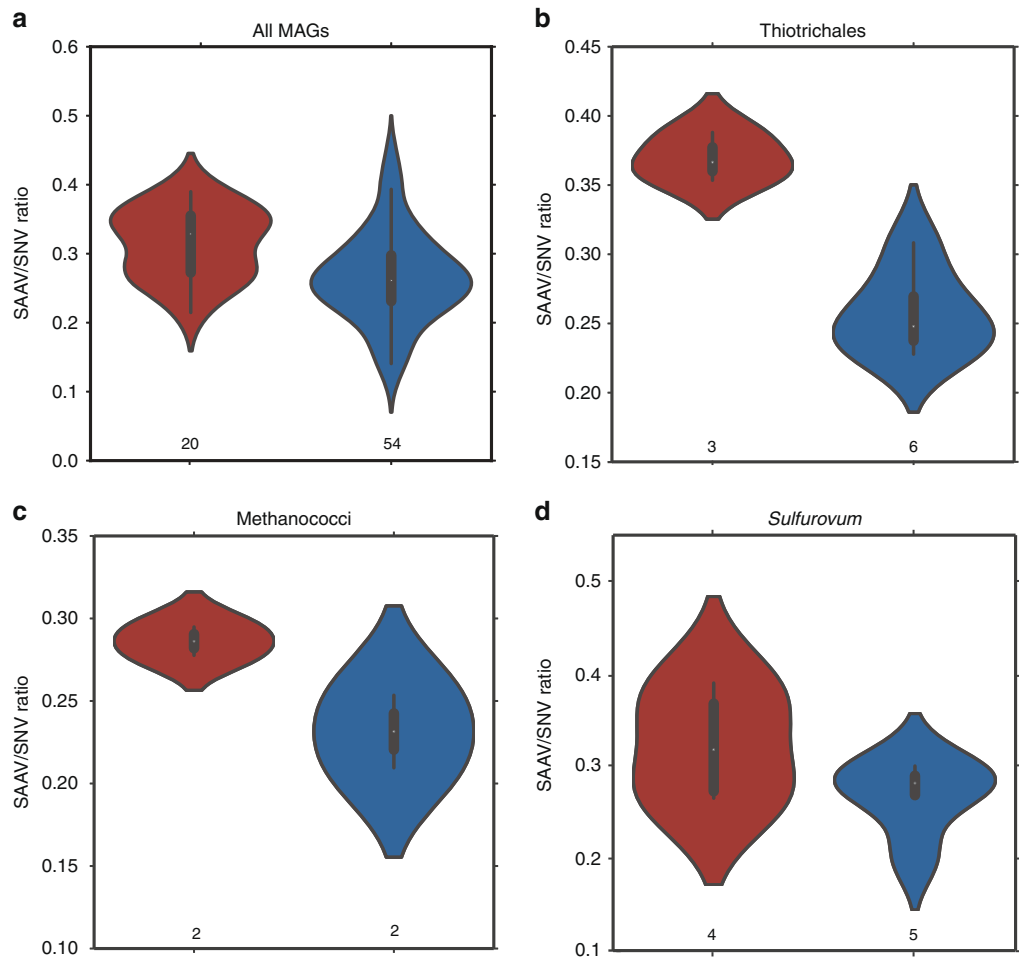 a
All MAGs
0.6
0.5
0.4
0.3
0.2
0.1
0.0
SAAV/SNV ratio
20
54
b
Thiotrichales
0.45
0.40
0.35
0.30
0.25
0.20
0.15
SAAV/SNV ratio
3
6
c
Methanococci
0.35
0.30
0.25
0.20
0.15
0.10
SAAV/SNV ratio
2
2
d
Sulfurovum
0.5
0.4
0.3
0.2
0.1
SAAV/SNV ratio
4
5